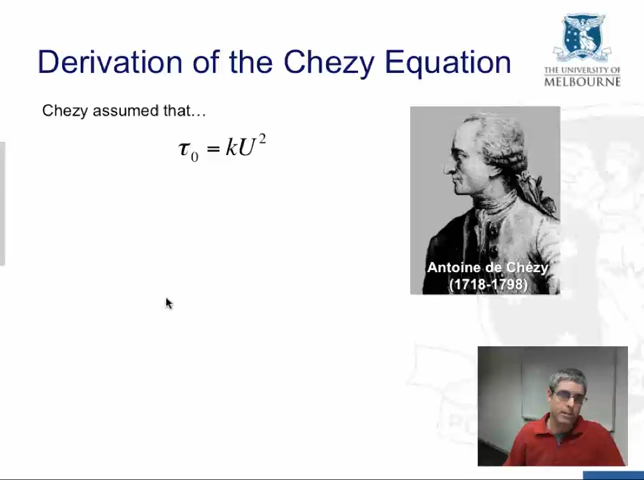 Derivation of the Chezy Equation
THE UNIVERSITY OF
MELBOURNE
Chezy assumed that…
τ₀ = kU²
Antoine de Chézy
(1718-1798)